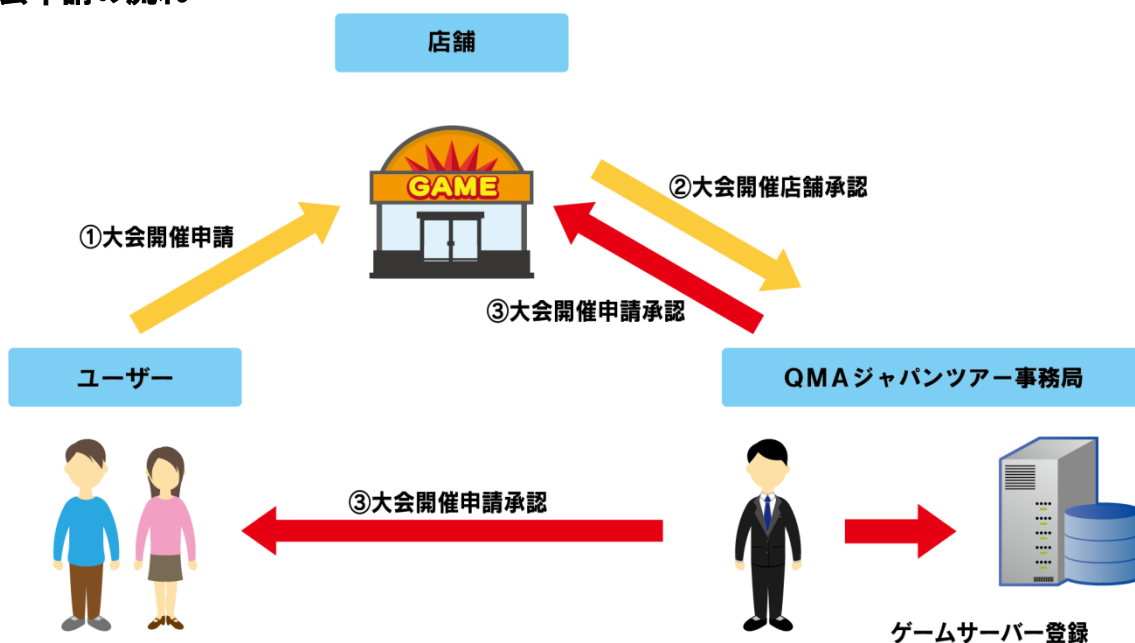 店舗
GAME
②大会開催店舗承認
①大会開催申請
③大会開催申請承認
ユーザー
QMAジャパンツアー事務局
③大会開催申請承認
ゲームサーバー登録